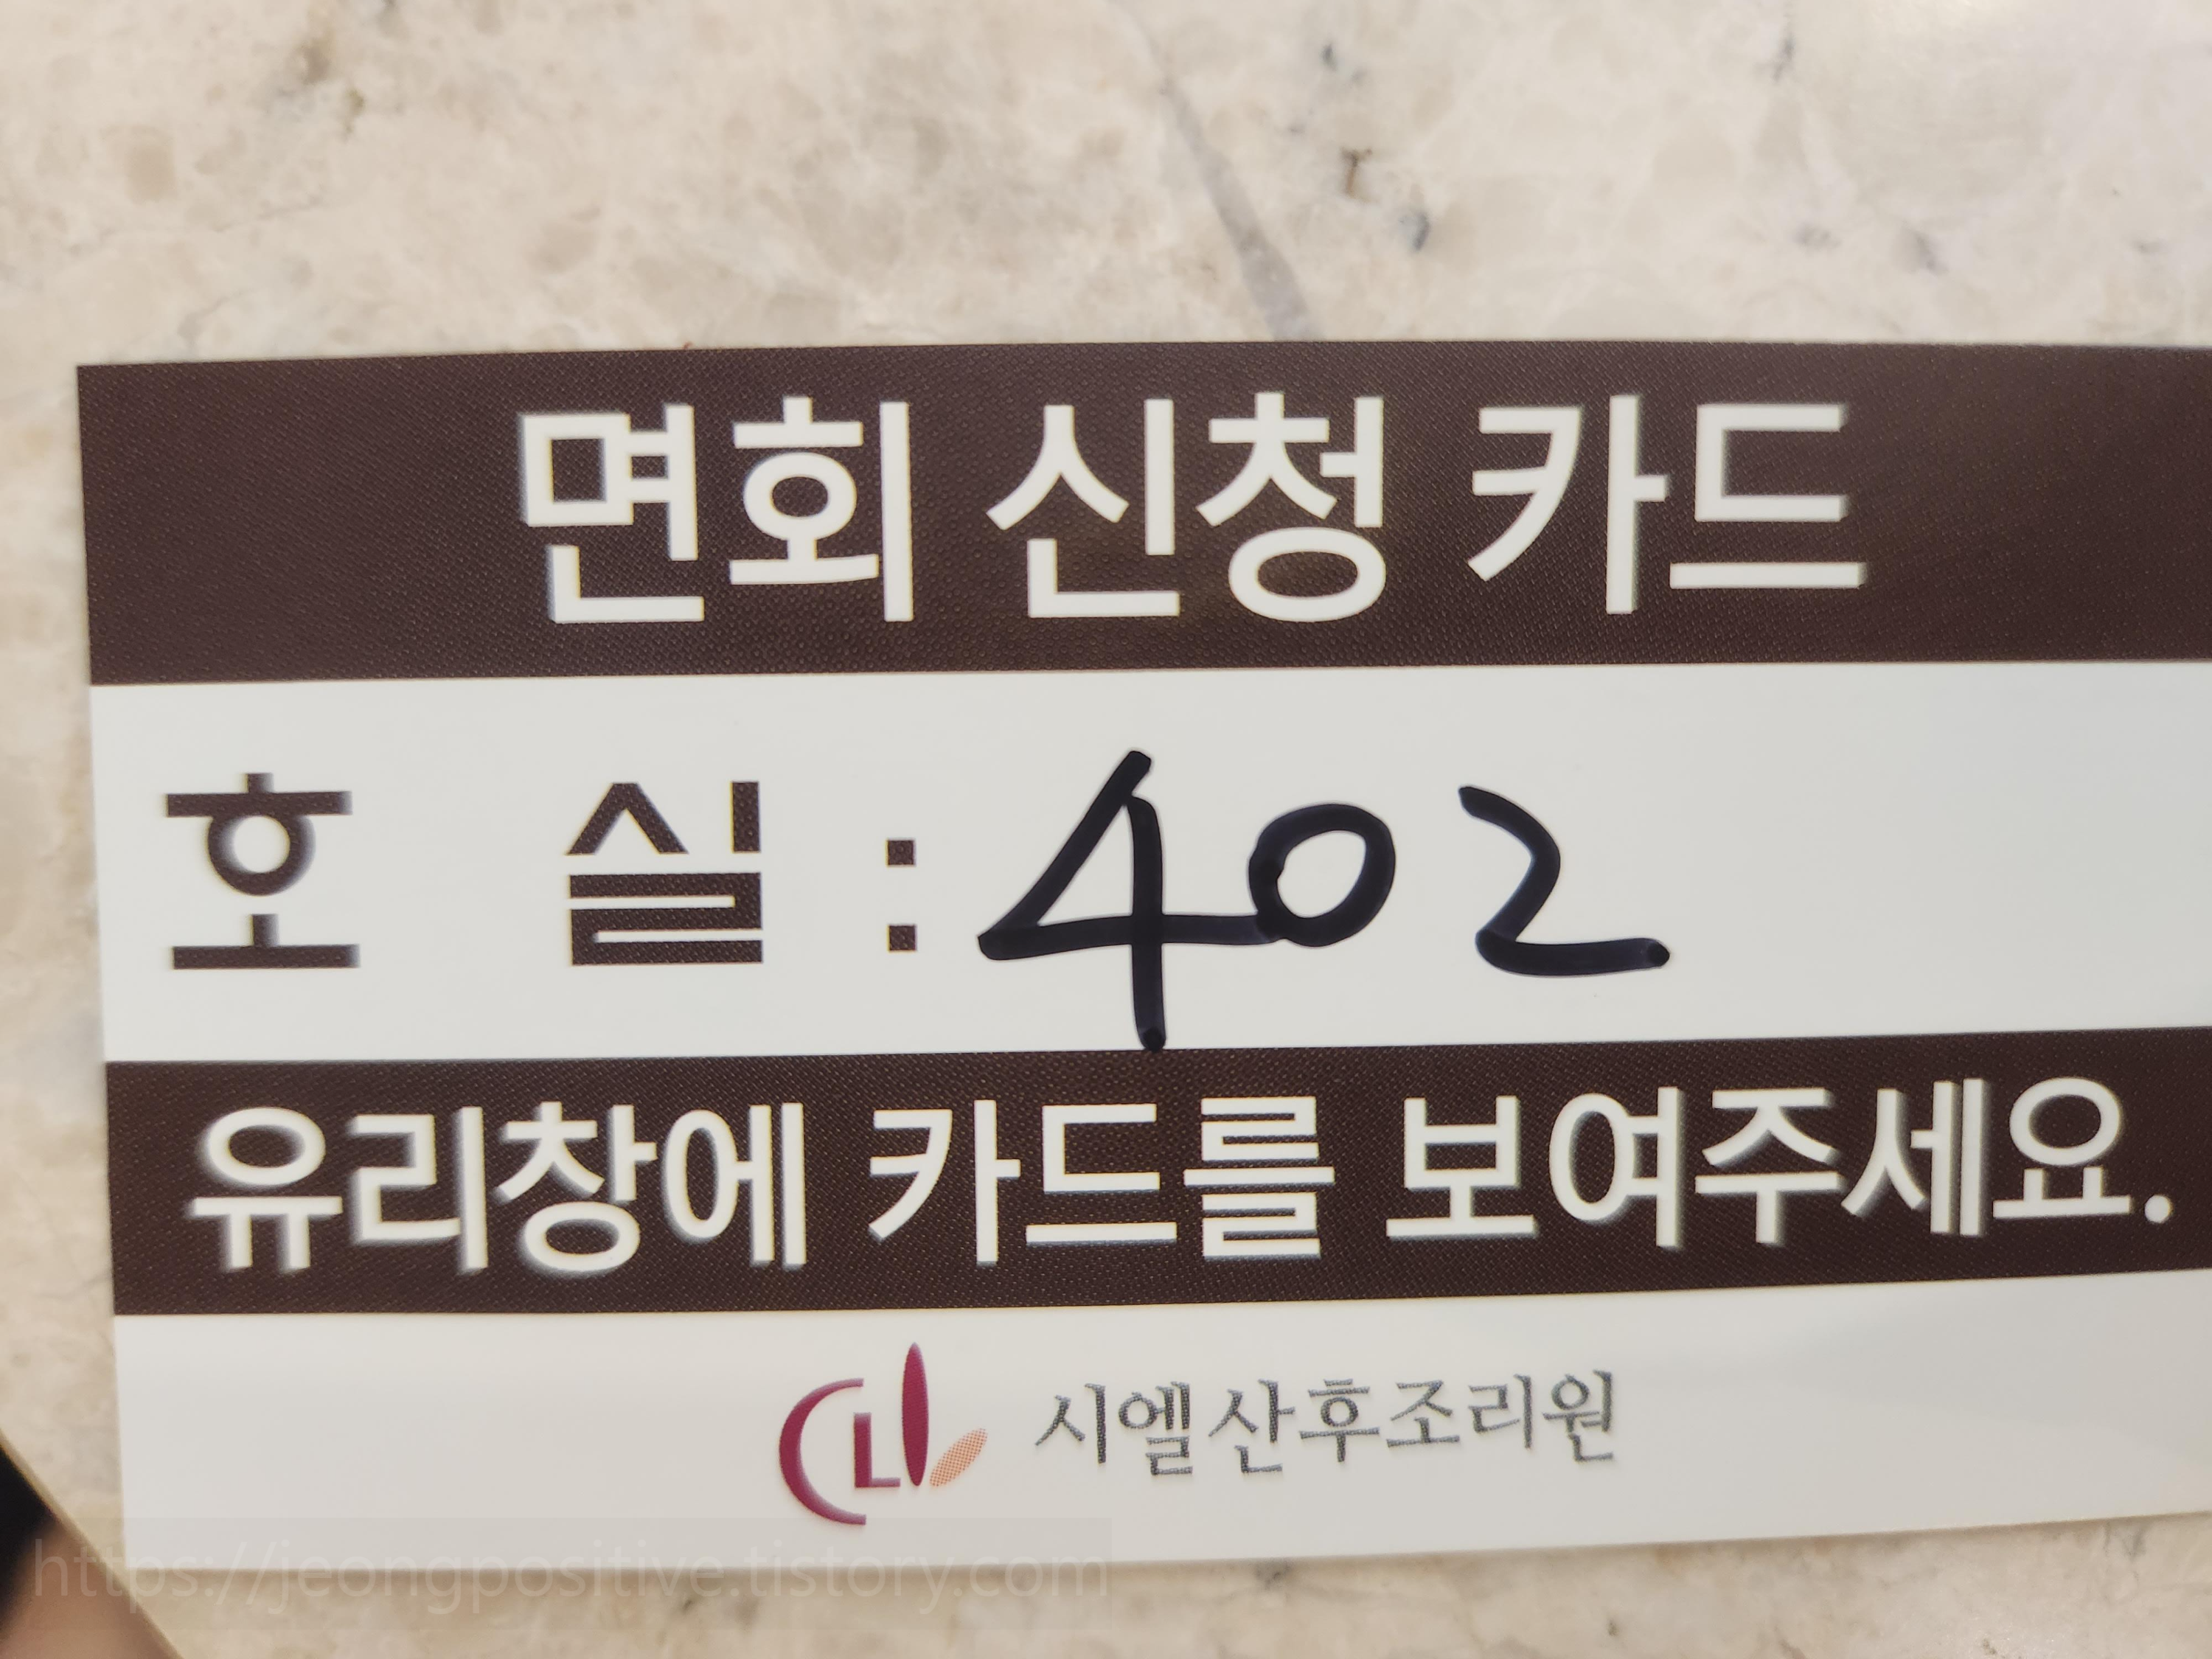 면회 신청 카드
호 실 : 402
유리창에 카드를 보여주세요.
CL 시엘산후조리원
https://jeongpositive.tistory.com